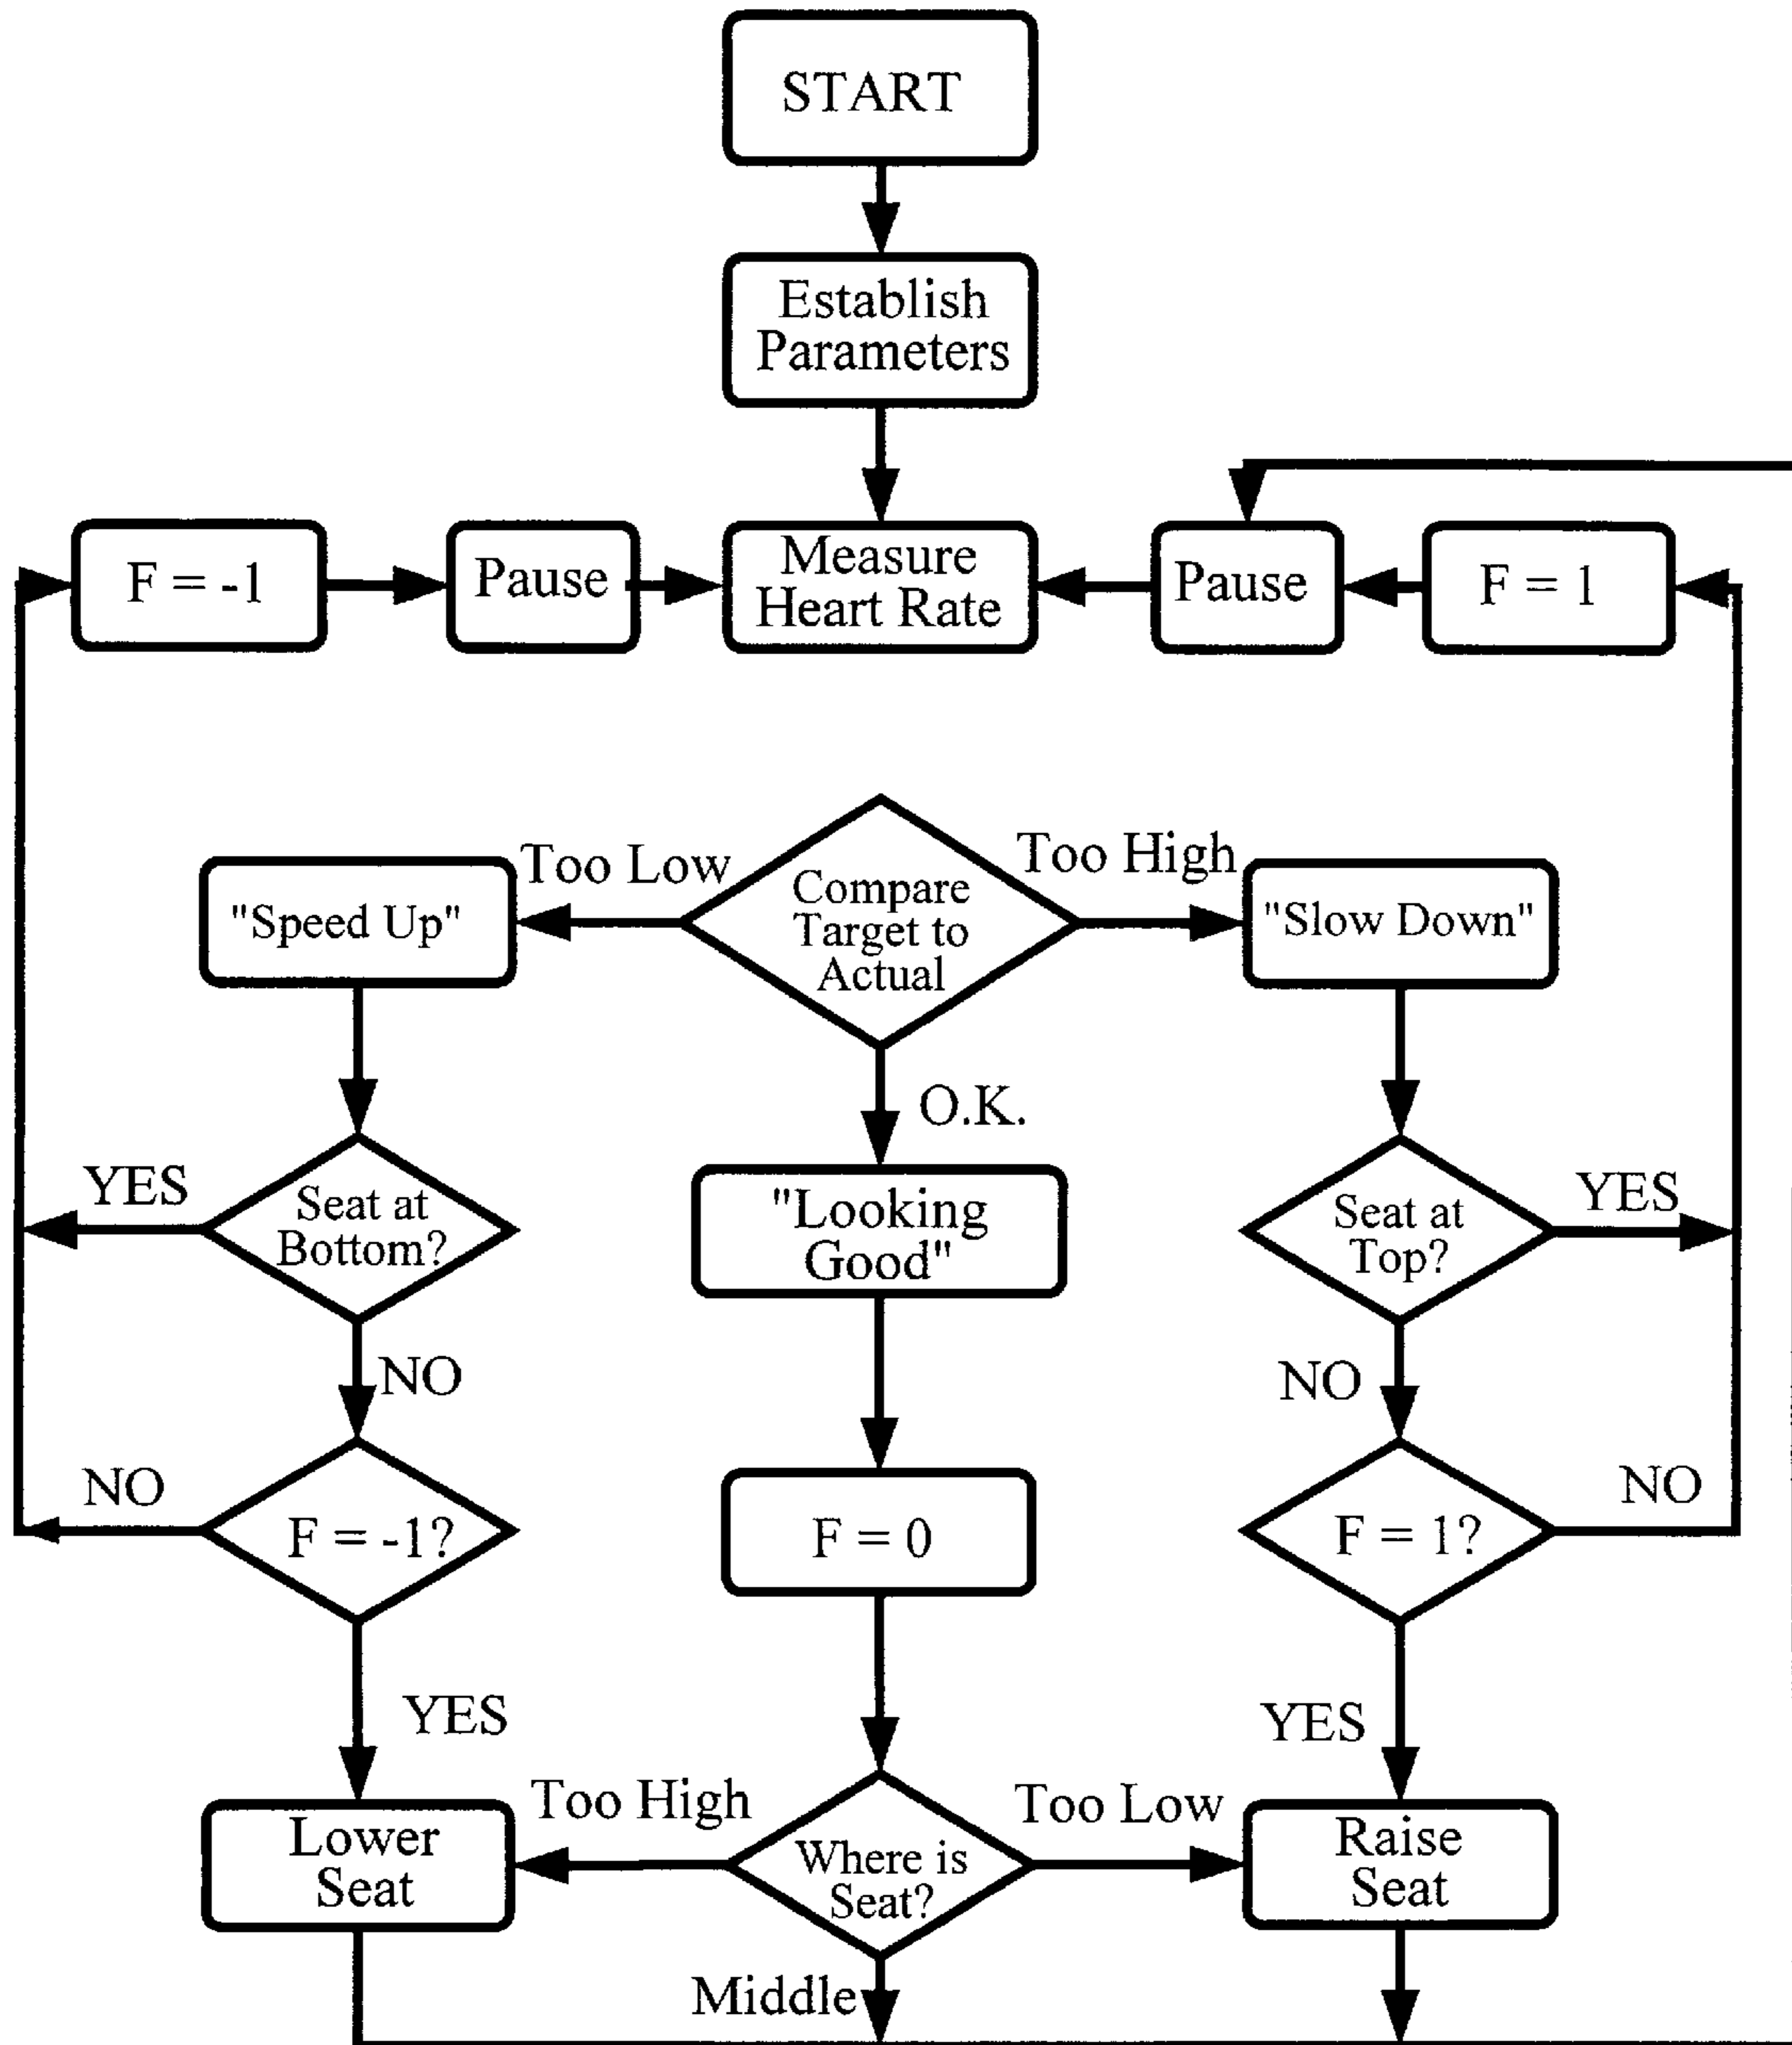 START
Establish
Parameters
F = -1
Pause
Measure
Heart Rate
Pause
F = 1
Too Low
Too High
"Speed Up"
Compare
Target to
Actual
"Slow Down"
O.K.
YES
Seat at
Bottom?
"Looking
Good"
Seat at
Top?
YES
NO
NO
NO
F = -1?
F = 0
F = 1?
NO
YES
YES
Too High
Too Low
Lower
Seat
Where is
Seat?
Raise
Seat
Middle